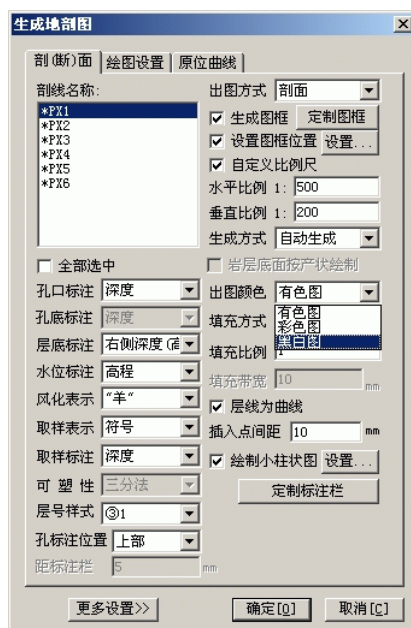 生成地剖图
剖(断)面 绘图设置 原位曲线
剖线名称:
*PX1
*PX2
*PX3
*PX4
*PX5
*PX6
全部选中
孔口标注 深度
孔底标注 深度
层底标注 右侧深度(高
水位标注 高程
风化表示 "羊"
取样表示 符号
取样标注 深度
可塑性 三分法
层号样式 ③1
孔标注位置 上部
距标注栏 5 mm
出图方式 剖面
生成图框 定制图框
设置图框位置 设置...
自定义比例尺
水平比例 1: 500
垂直比例 1: 200
生成方式 自动生成
岩层底面按产状绘制
出图颜色 有色图
有色图
彩色图
黑白图
填充方式
填充比例
填充带宽 10 mm
层线为曲线
插入点间距 10 mm
绘制小柱状图 设置...
定制标注栏
更多设置>> 确定[O] 取消[C]